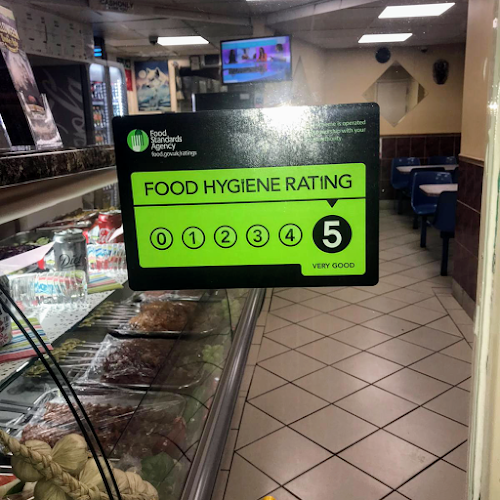 Food
Standards
Agency
food.gov.uk/ratings
FOOD HYGIENE RATING
0 1 2 3 4 5
VERY GOOD